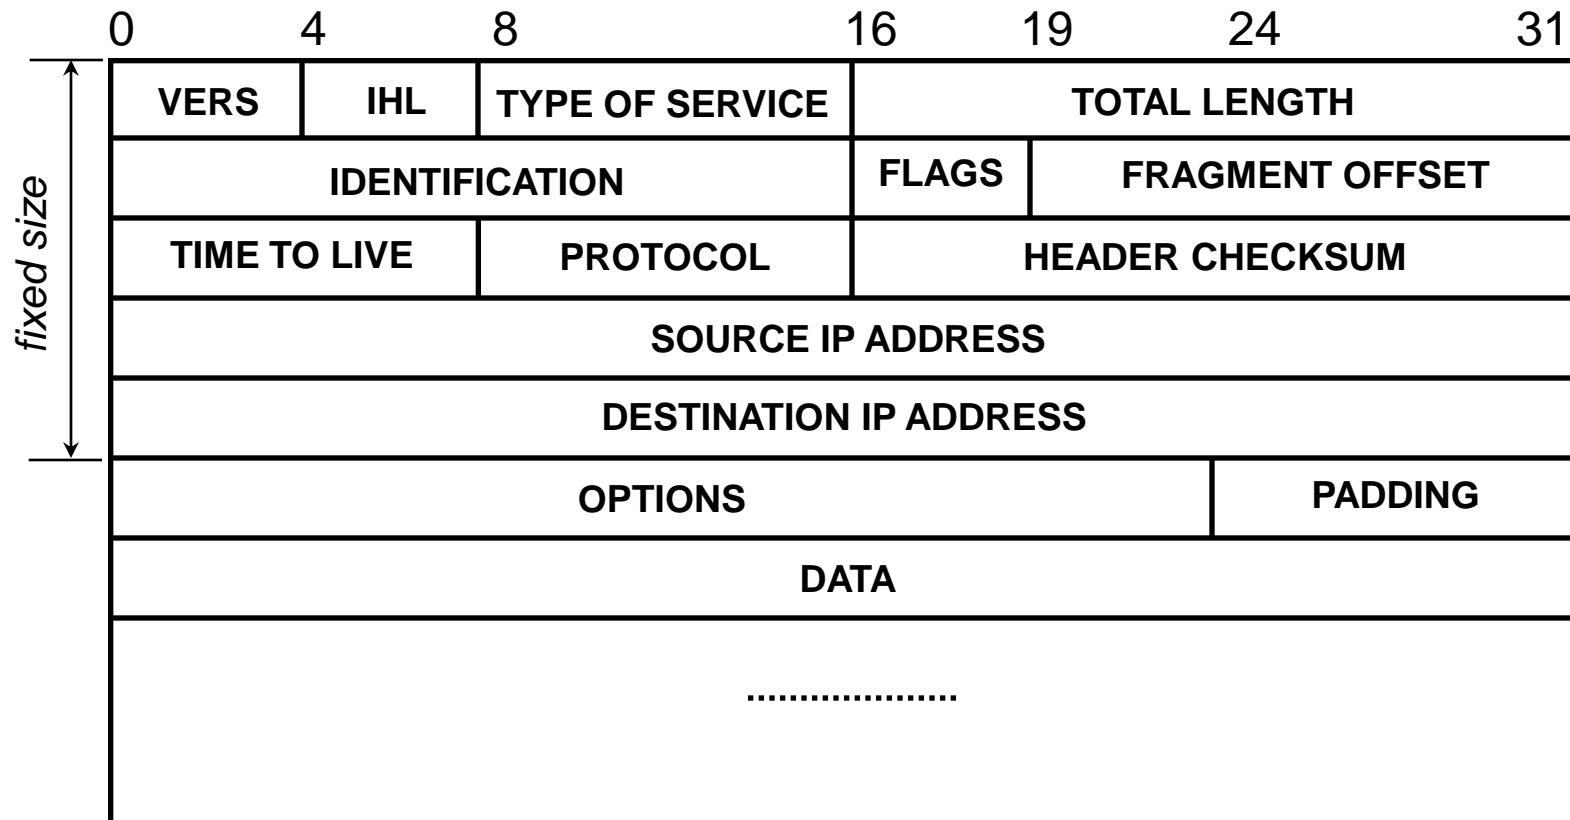 0 4 8 16 19 24 31
VERS IHL TYPE OF SERVICE TOTAL LENGTH
IDENTIFICATION FLAGS FRAGMENT OFFSET
TIME TO LIVE PROTOCOL HEADER CHECKSUM
fixed size
SOURCE IP ADDRESS
DESTINATION IP ADDRESS
OPTIONS PADDING
DATA
....................